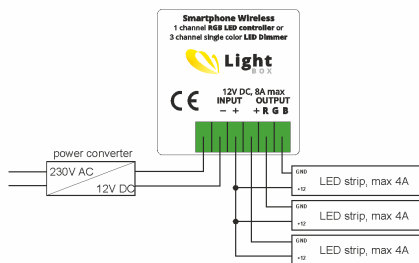 Smartphone Wireless
1 channel RGB LED controller or
3 channel single color LED Dimmer
Light
BOX
CE
12V DC, 8A max
INPUT OUTPUT
− + + R G B
power converter
230V AC
12V DC
GND
LED strip, max 4A
+12
GND
LED strip, max 4A
+12
GND
LED strip, max 4A
+12